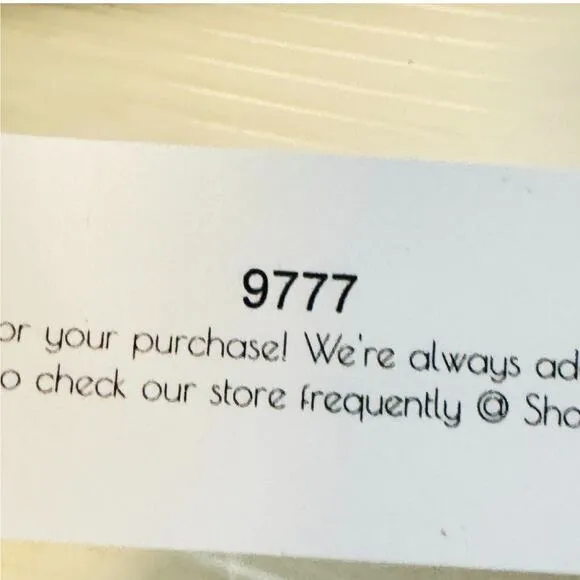 9777
or your purchase! We're always ad
o check our store frequently @ Sho